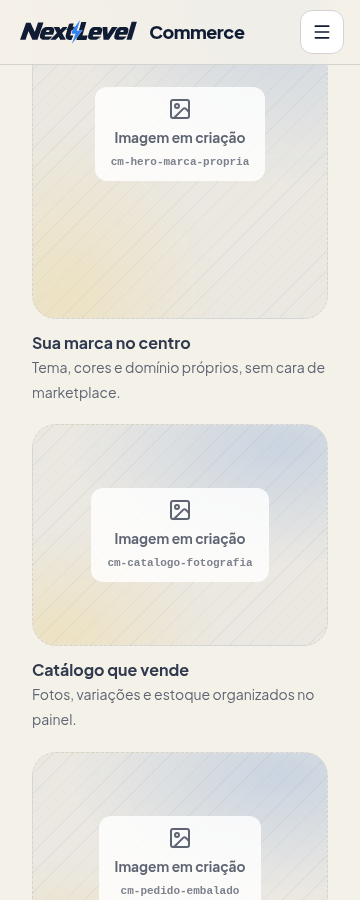 NextLevel Commerce
Imagem em criação
cm-hero-marca-propria
Sua marca no centro
Tema, cores e domínio próprios, sem cara de
marketplace.
Imagem em criação
cm-catalogo-fotografia
Catálogo que vende
Fotos, variações e estoque organizados no
painel.
Imagem em criação
cm-pedido-embalado